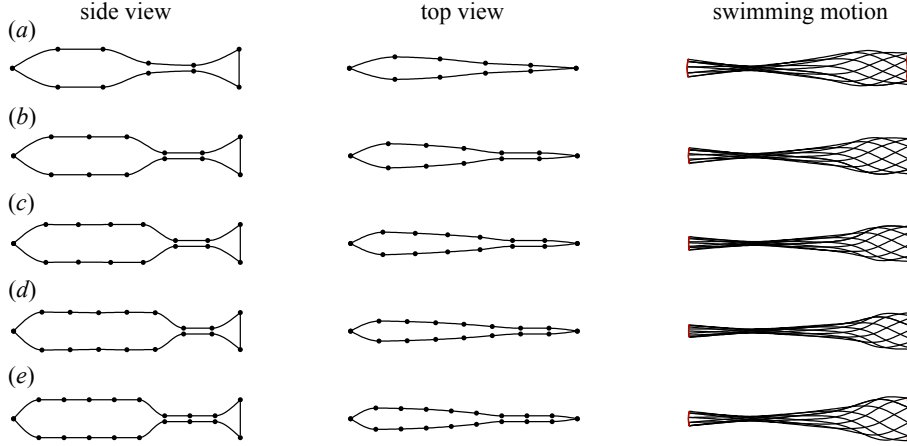 side view top view swimming motion
(a)
(b)
(c)
(d)
(e)